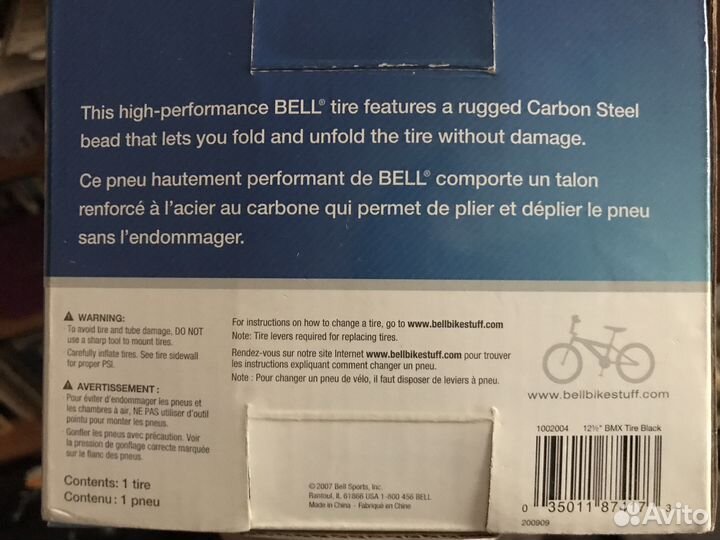 This high-performance BELL® tire features a rugged Carbon Steel
bead that lets you fold and unfold the tire without damage.
Ce pneu hautement performant de BELL® comporte un talon
renforcé à l'acier au carbone qui permet de plier et déplier le pneu
sans l'endommager.
⚠ WARNING:
To avoid tire and tube damage, DO NOT
use a sharp tool to mount tires.
Carefully inflate tires. See tire sidewall
for proper PSI.
⚠ AVERTISSEMENT :
Pour éviter d'endommager les pneus et
les chambres à air, NE PAS utiliser d'outil
pointu pour monter les pneus.
Gonfler les pneus avec précaution. Voir
la pression de gonflage correcte marquée
sur le flanc des pneus.
Contents: 1 tire
Contenu : 1 pneu
For instructions on how to change a tire, go to www.bellbikestuff.com
Note: Tire levers required for replacing tires.
Rendez-vous sur notre site Internet www.bellbikestuff.com pour trouver
les instructions expliquant comment changer un pneu.
Note : Pour changer un pneu de vélo, il faut disposer de leviers à pneu.
©2007 Bell Sports, Inc.
Rantoul, IL 61866 USA 1-800 456 BELL
Made in China - Fabriqué en Chine
www.bellbikestuff.com
1002004 12½" BMX Tire Black
0 35011 87417 3
200909
Avito